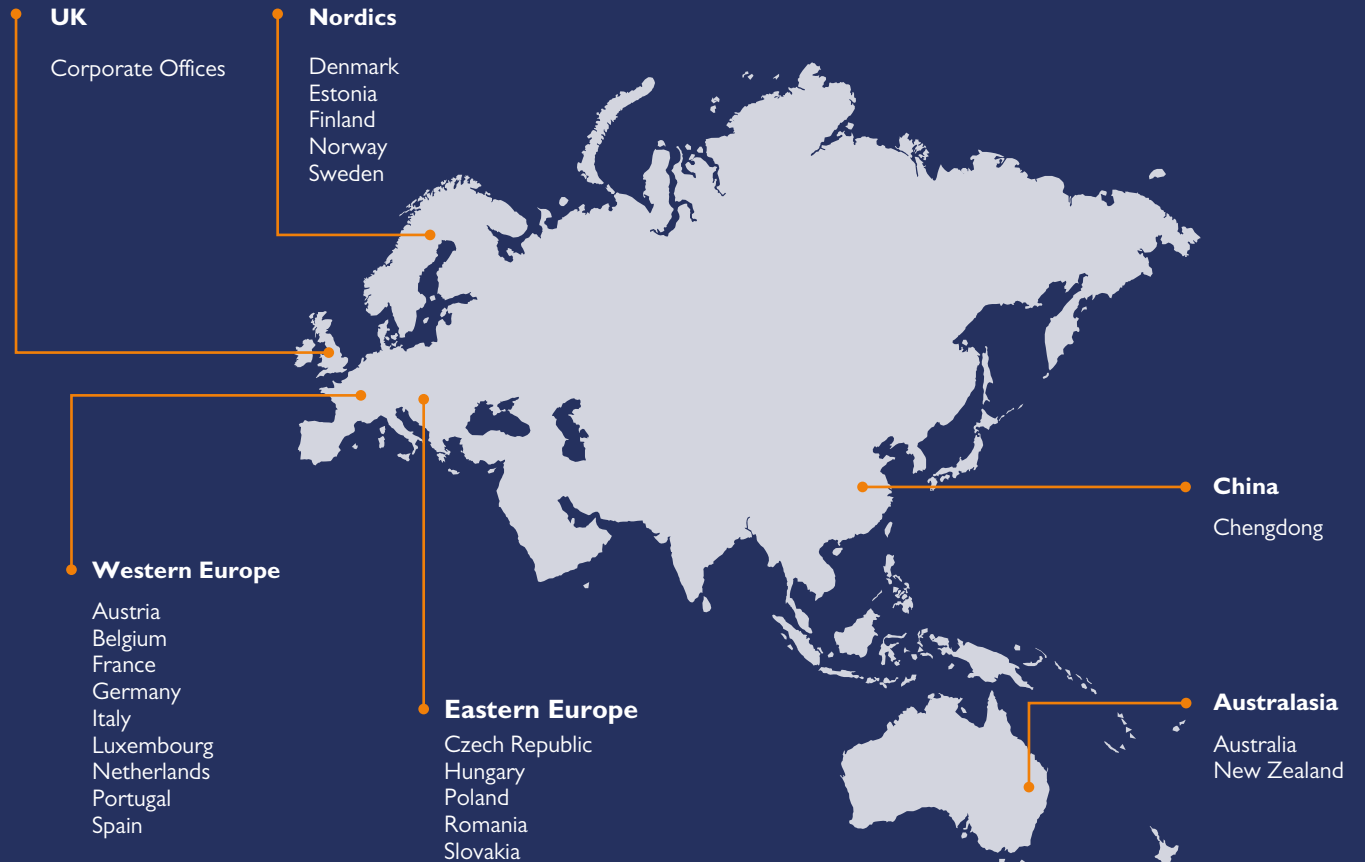 UK
Corporate Offices
Nordics
Denmark
Estonia
Finland
Norway
Sweden
China
Chengdong
Western Europe
Austria
Belgium
France
Germany
Italy
Luxembourg
Netherlands
Portugal
Spain
Eastern Europe
Czech Republic
Hungary
Poland
Romania
Slovakia
Australasia
Australia
New Zealand